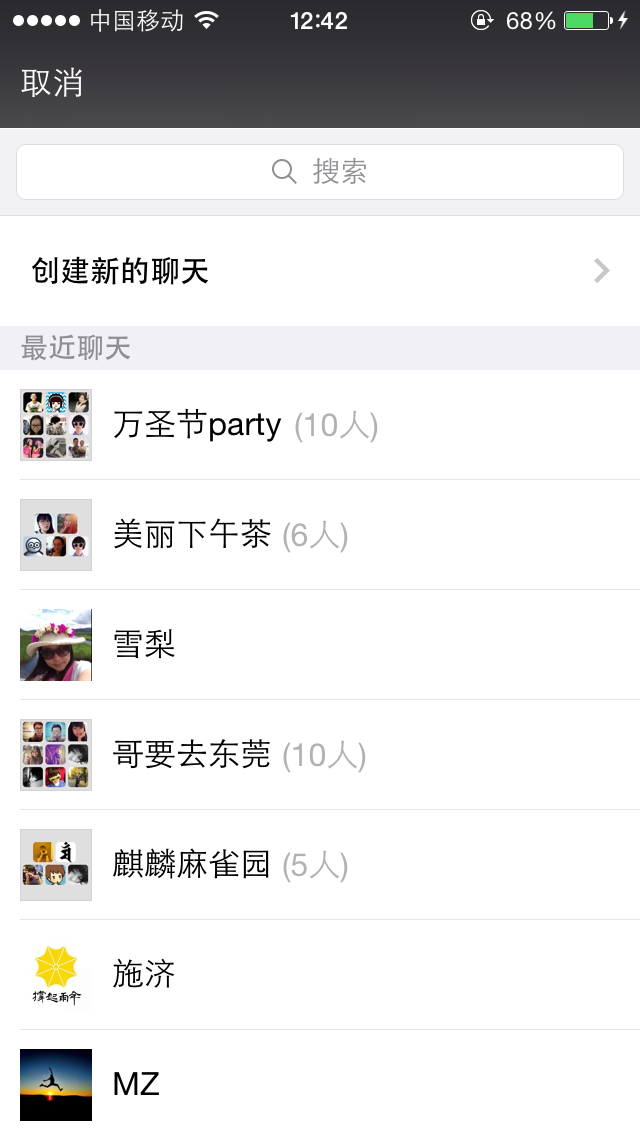 中国移动 12:42 68%
取消
搜索
创建新的聊天
最近聊天
万圣节party (10人)
美丽下午茶 (6人)
雪梨
哥要去东莞 (10人)
麒麟麻雀园 (5人)
撑起雨伞
施济
MZ